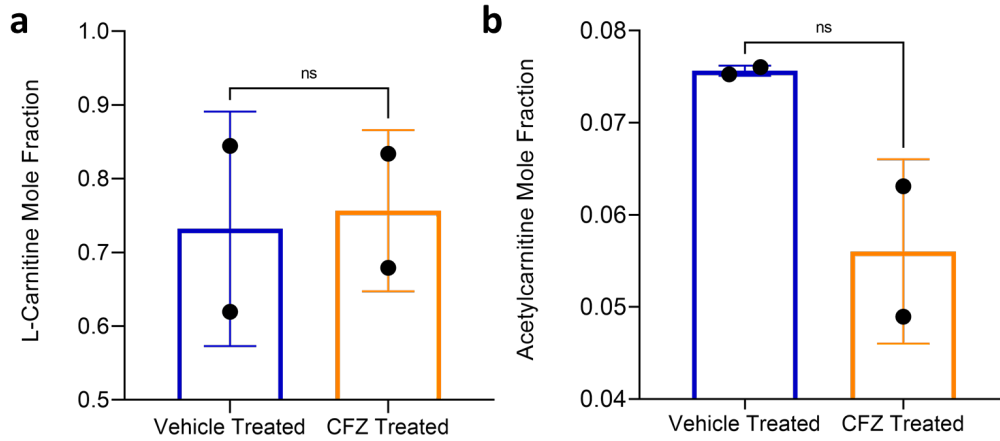 a
L-Carnitine Mole Fraction
1.0
0.9
0.8
0.7
0.6
0.5
ns
Vehicle Treated
CFZ Treated
b
Acetylcarnitine Mole Fraction
0.08
0.07
0.06
0.05
0.04
ns
Vehicle Treated
CFZ Treated